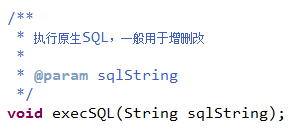 /**
 * 执行原生SQL，一般用于增删改
 *
 * @param sqlString
 */
void execSQL(String sqlString);